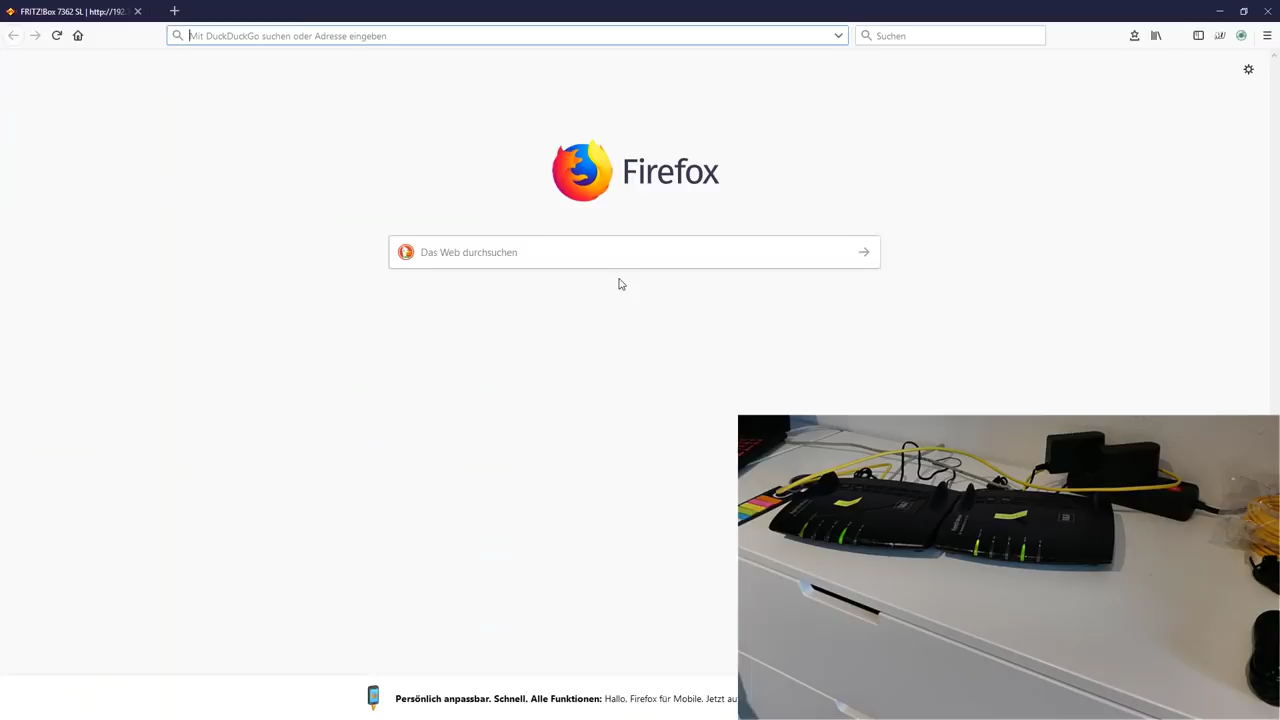 FRITZ!Box 7362 SL | http://192.
Mit DuckDuckGo suchen oder Adresse eingeben
Suchen
Firefox
Das Web durchsuchen
Persönlich anpassbar. Schnell. Alle Funktionen: Hallo, Firefox für Mobile. Jetzt au